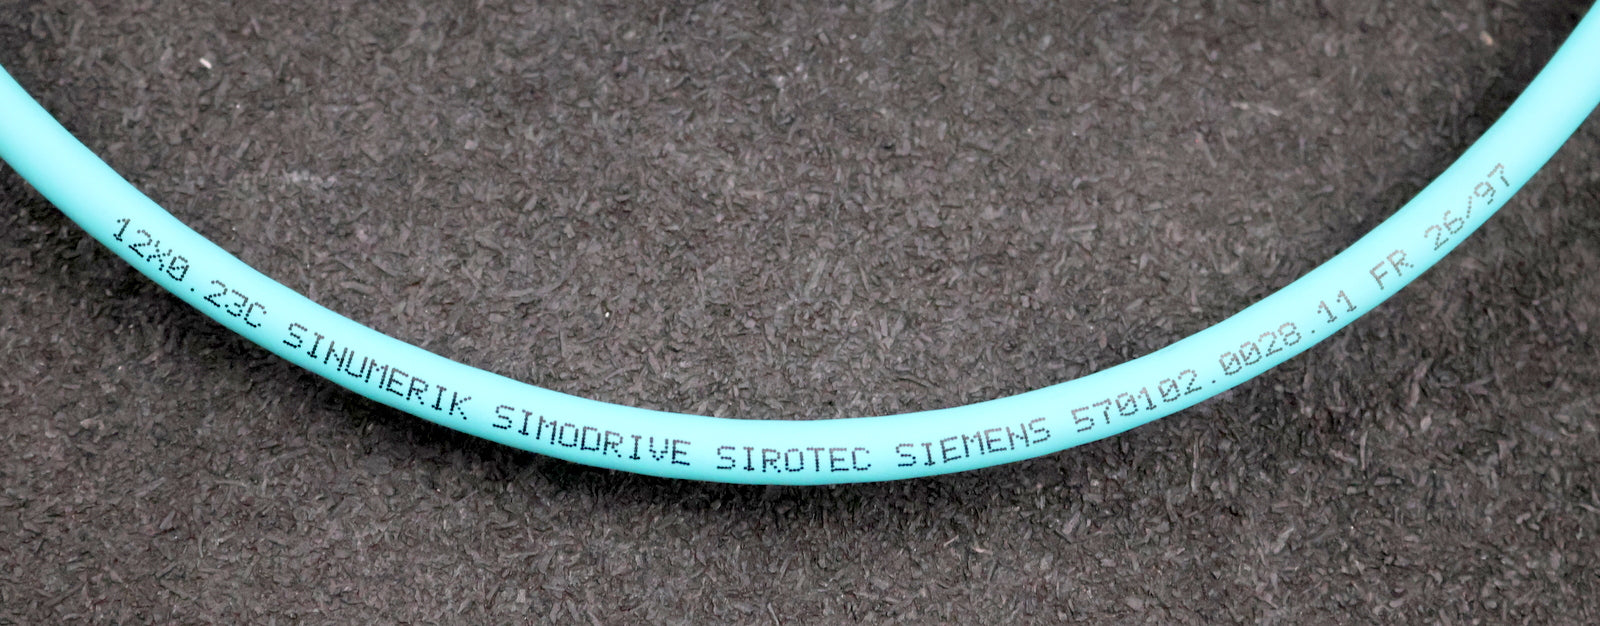 12X0.23C SINUMERIK SIMODRIVE SIROTEC SIEMENS 570102.0028.11 FR 26/97